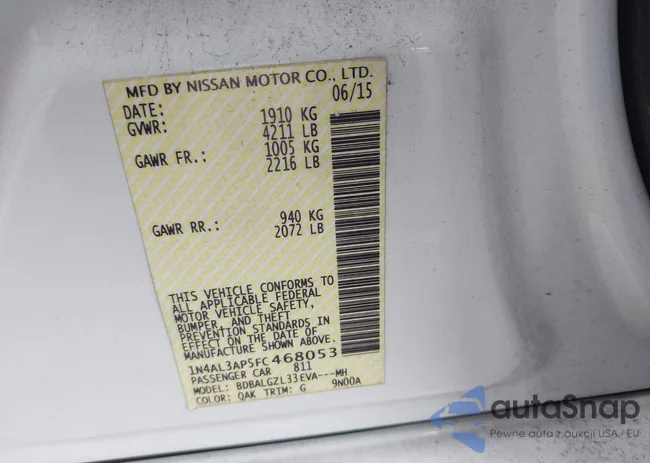 MFD BY NISSAN MOTOR CO., LTD.
DATE: 06/15
GVWR: 1910 KG
4211 LB
GAWR FR.: 1005 KG
2216 LB
GAWR RR.: 940 KG
2072 LB
THIS VEHICLE CONFORMS TO
ALL APPLICABLE FEDERAL
MOTOR VEHICLE SAFETY,
BUMPER, AND THEFT
PREVENTION STANDARDS IN
EFFECT ON THE DATE OF
MANUFACTURE SHOWN ABOVE.
1N4AL3AP5FC468053
PASSENGER CAR 811
MODEL: BDBALGZL33EVA---MH
COLOR: QAK TRIM: G 9N00A
autaSnap
Pewne auto z aukcji USA i EU